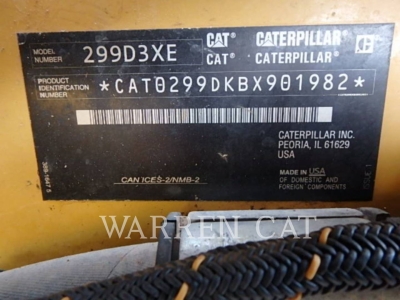 MODEL NUMBER 299D3XE CAT CATERPILLAR
CAT CATERPILLAR
PRODUCT IDENTIFICATION NUMBER *CAT0299DKBX901982*
CATERPILLAR INC.
PEORIA, IL 61629
USA
MADE IN USA
OF DOMESTIC AND
FOREIGN COMPONENTS
CAN ICES-2/NMB-2
WARREN CAT